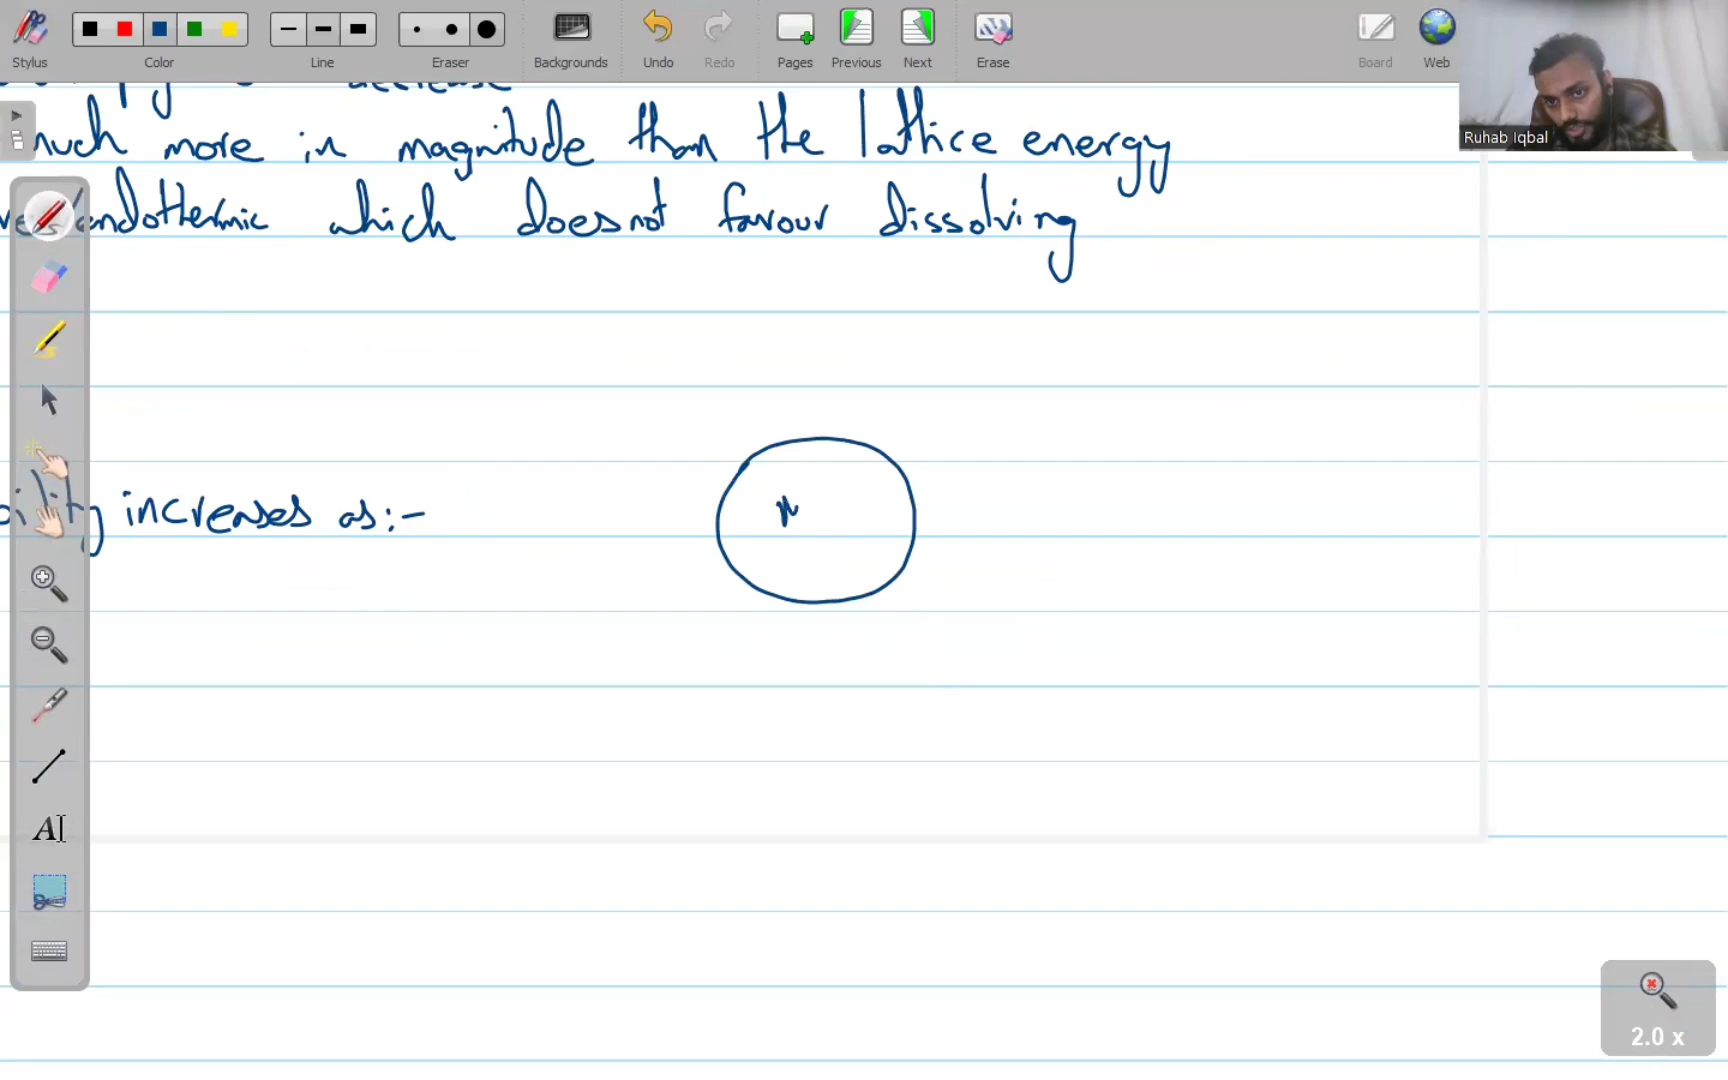 Stylus
Color
Line
Eraser
Backgrounds
Undo
Redo
Pages
Previous
Next
Erase
Board
Web
Ruhab Iqbal
decrease
much more in magnitude than the lattice energy
endothermic which does not favour dissolving
increases as:-
2.0 x